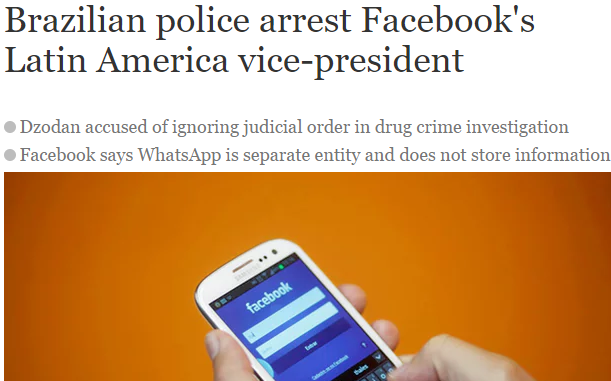 Brazilian police arrest Facebook's
Latin America vice-president
Dzodan accused of ignoring judicial order in drug crime investigation
Facebook says WhatsApp is separate entity and does not store information
SAMSUNG
facebook
Entrar